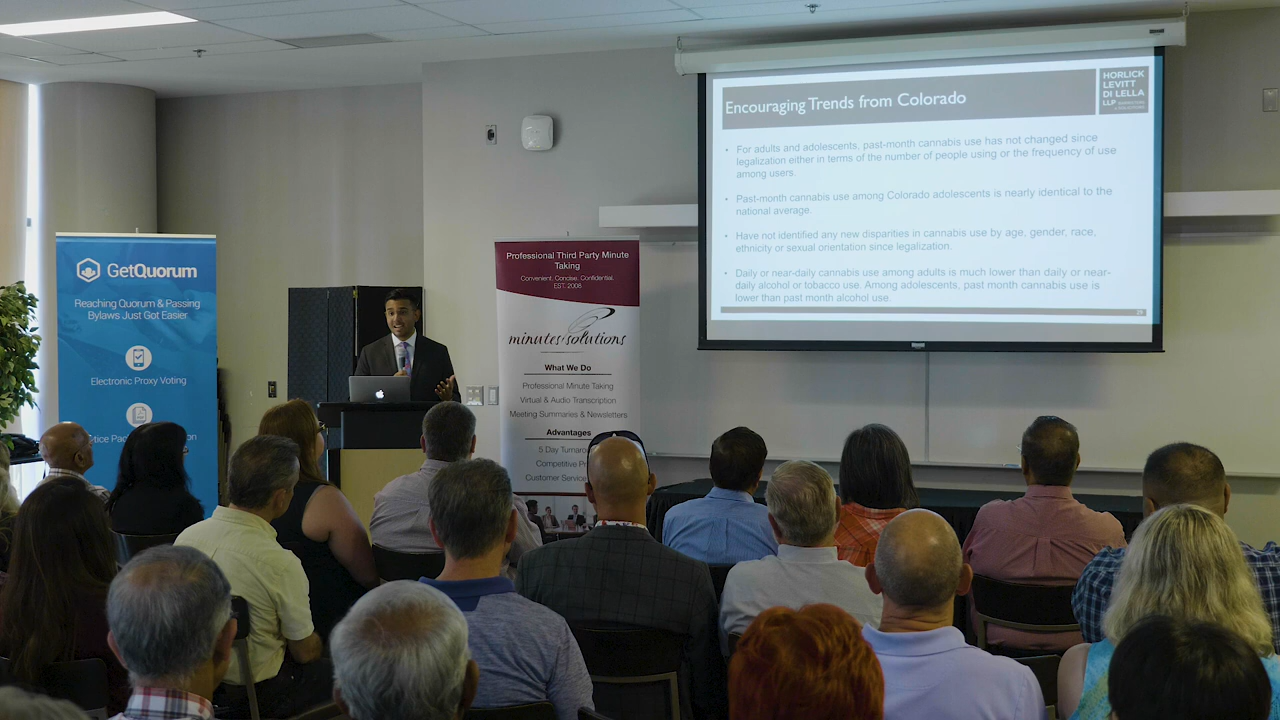 GetQuorum
Reaching Quorum & Passing
Bylaws Just Got Easier
Electronic Proxy Voting
Professional Third Party Minute
Taking
Convenient. Concise. Confidential.
EST. 2008
minutes solutions
What We Do
Professional Minute Taking
Virtual & Audio Transcription
Meeting Summaries & Newsletters
Advantages
5 Day
Customer
Encouraging Trends from Colorado
HORLICK
LEVITT
DI LELLA
LLP
• For adults and adolescents, past-month cannabis use has not changed since
legalization either in terms of the number of people using or the frequency of use
among users.
• Past-month cannabis use among Colorado adolescents is nearly identical to the
national average.
• Have not identified any new disparities in cannabis use by age, gender, race,
ethnicity or sexual orientation since legalization.
• Daily or near-daily cannabis use among adults is much lower than daily or near-
daily alcohol or tobacco use. Among adolescents, past month cannabis use is
lower than past month alcohol use.